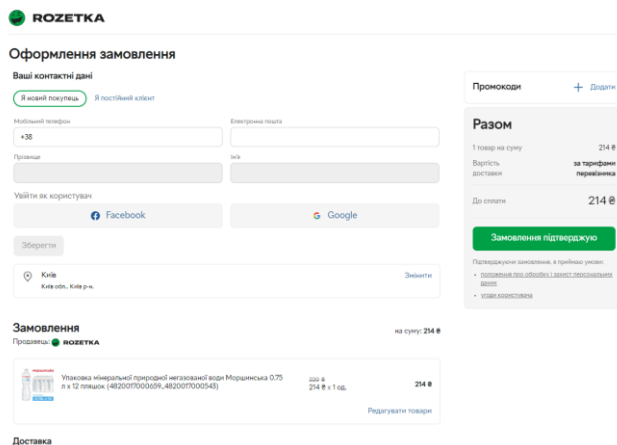 ROZETKA
Оформлення замовлення
Ваші контактні дані
Я новий покупець
Я постійний клієнт
Мобільний телефон
Електронна пошта
+38
Прізвище
Ім'я
Увійти як користувач
Facebook
Google
Зберегти
Київ
Змінити
Київ обл., Київ р-н.
Замовлення
на суму: 214 ₴
Продавець: ROZETKA
Упаковка мінеральної природної негазованої води Моршинська 0.75
л х 12 пляшок (4820017000659_4820017000543)
214 ₴ x 1 од.
214 ₴
Редагувати товари
Доставка
Промокоди
Додати
Разом
1 товар на суму
214 ₴
Вартість
доставки
за тарифами
перевізника
До сплати
214 ₴
Замовлення підтверджую
Підтверджуючи замовлення, я приймаю умови:
положення про обробку і захист персональних
даних
угоди користувача